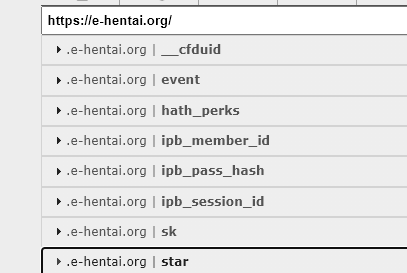 https://e-hentai.org/
.e-hentai.org | __cfduid
.e-hentai.org | event
.e-hentai.org | hath_perks
.e-hentai.org | ipb_member_id
.e-hentai.org | ipb_pass_hash
.e-hentai.org | ipb_session_id
.e-hentai.org | sk
.e-hentai.org | star